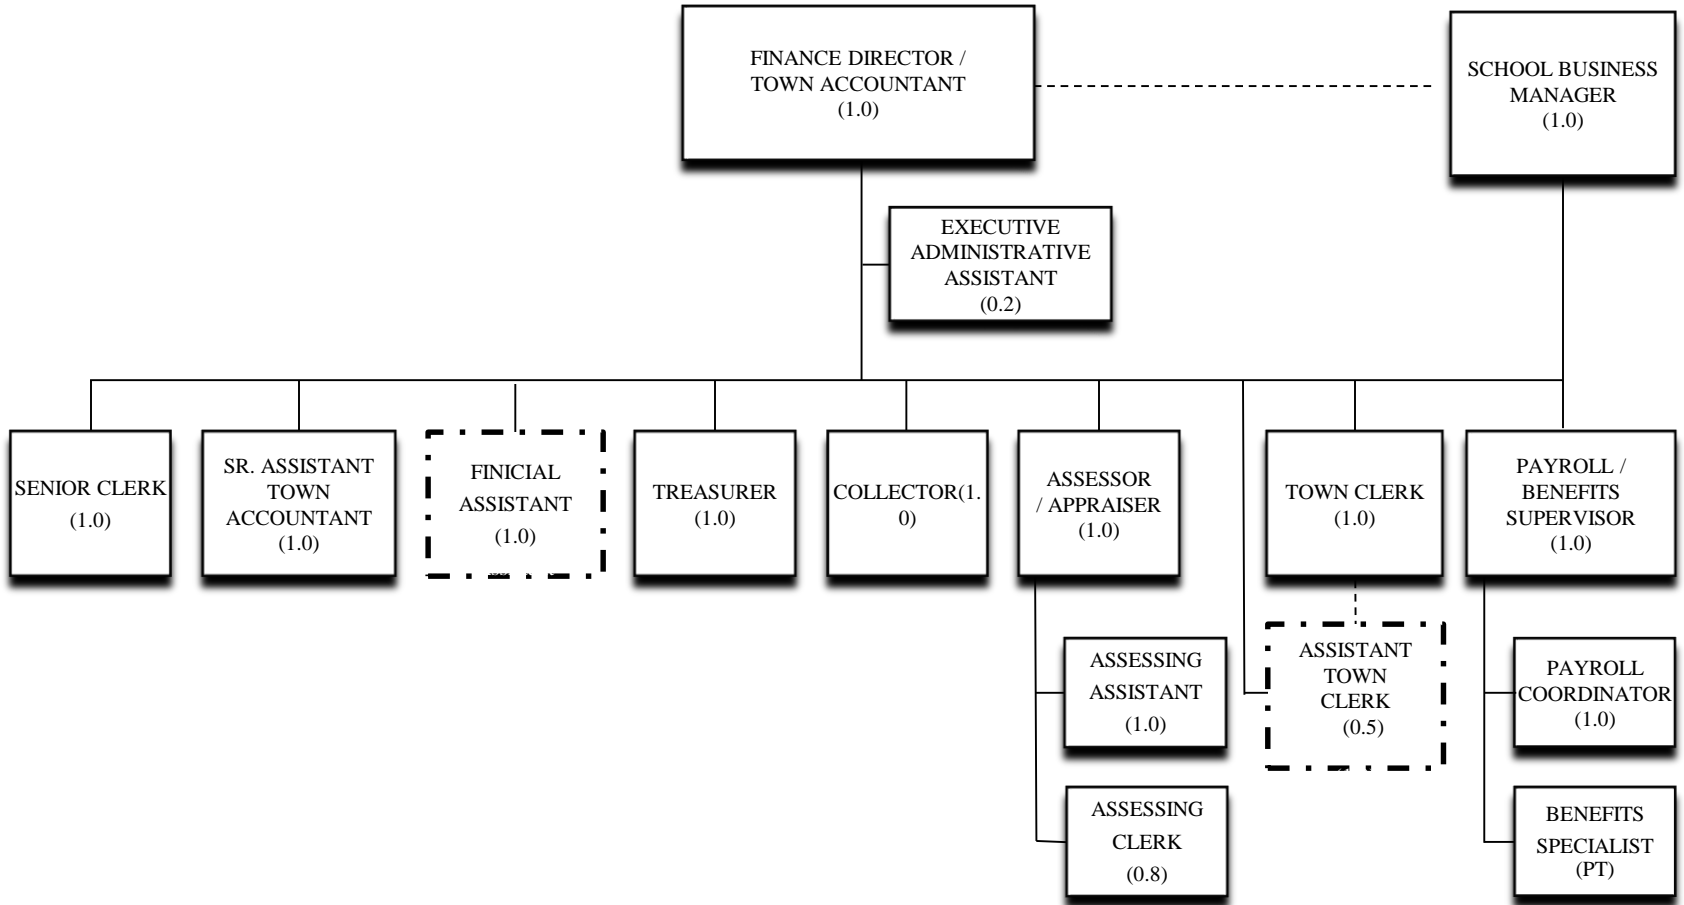 FINANCE DIRECTOR /
TOWN ACCOUNTANT
(1.0)
SCHOOL BUSINESS
MANAGER
(1.0)
EXECUTIVE
ADMINISTRATIVE
ASSISTANT
(0.2)
SENIOR CLERK
(1.0)
SR. ASSISTANT
TOWN
ACCOUNTANT
(1.0)
FINICIAL
ASSISTANT
(1.0)
TREASURER
(1.0)
COLLECTOR(1.
0)
ASSESSOR
/ APPRAISER
(1.0)
TOWN CLERK
(1.0)
PAYROLL /
BENEFITS
SUPERVISOR
(1.0)
ASSESSING
ASSISTANT
(1.0)
ASSISTANT
TOWN
CLERK
(0.5)
PAYROLL
COORDINATOR
(1.0)
ASSESSING
CLERK
(0.8)
BENEFITS
SPECIALIST
(PT)